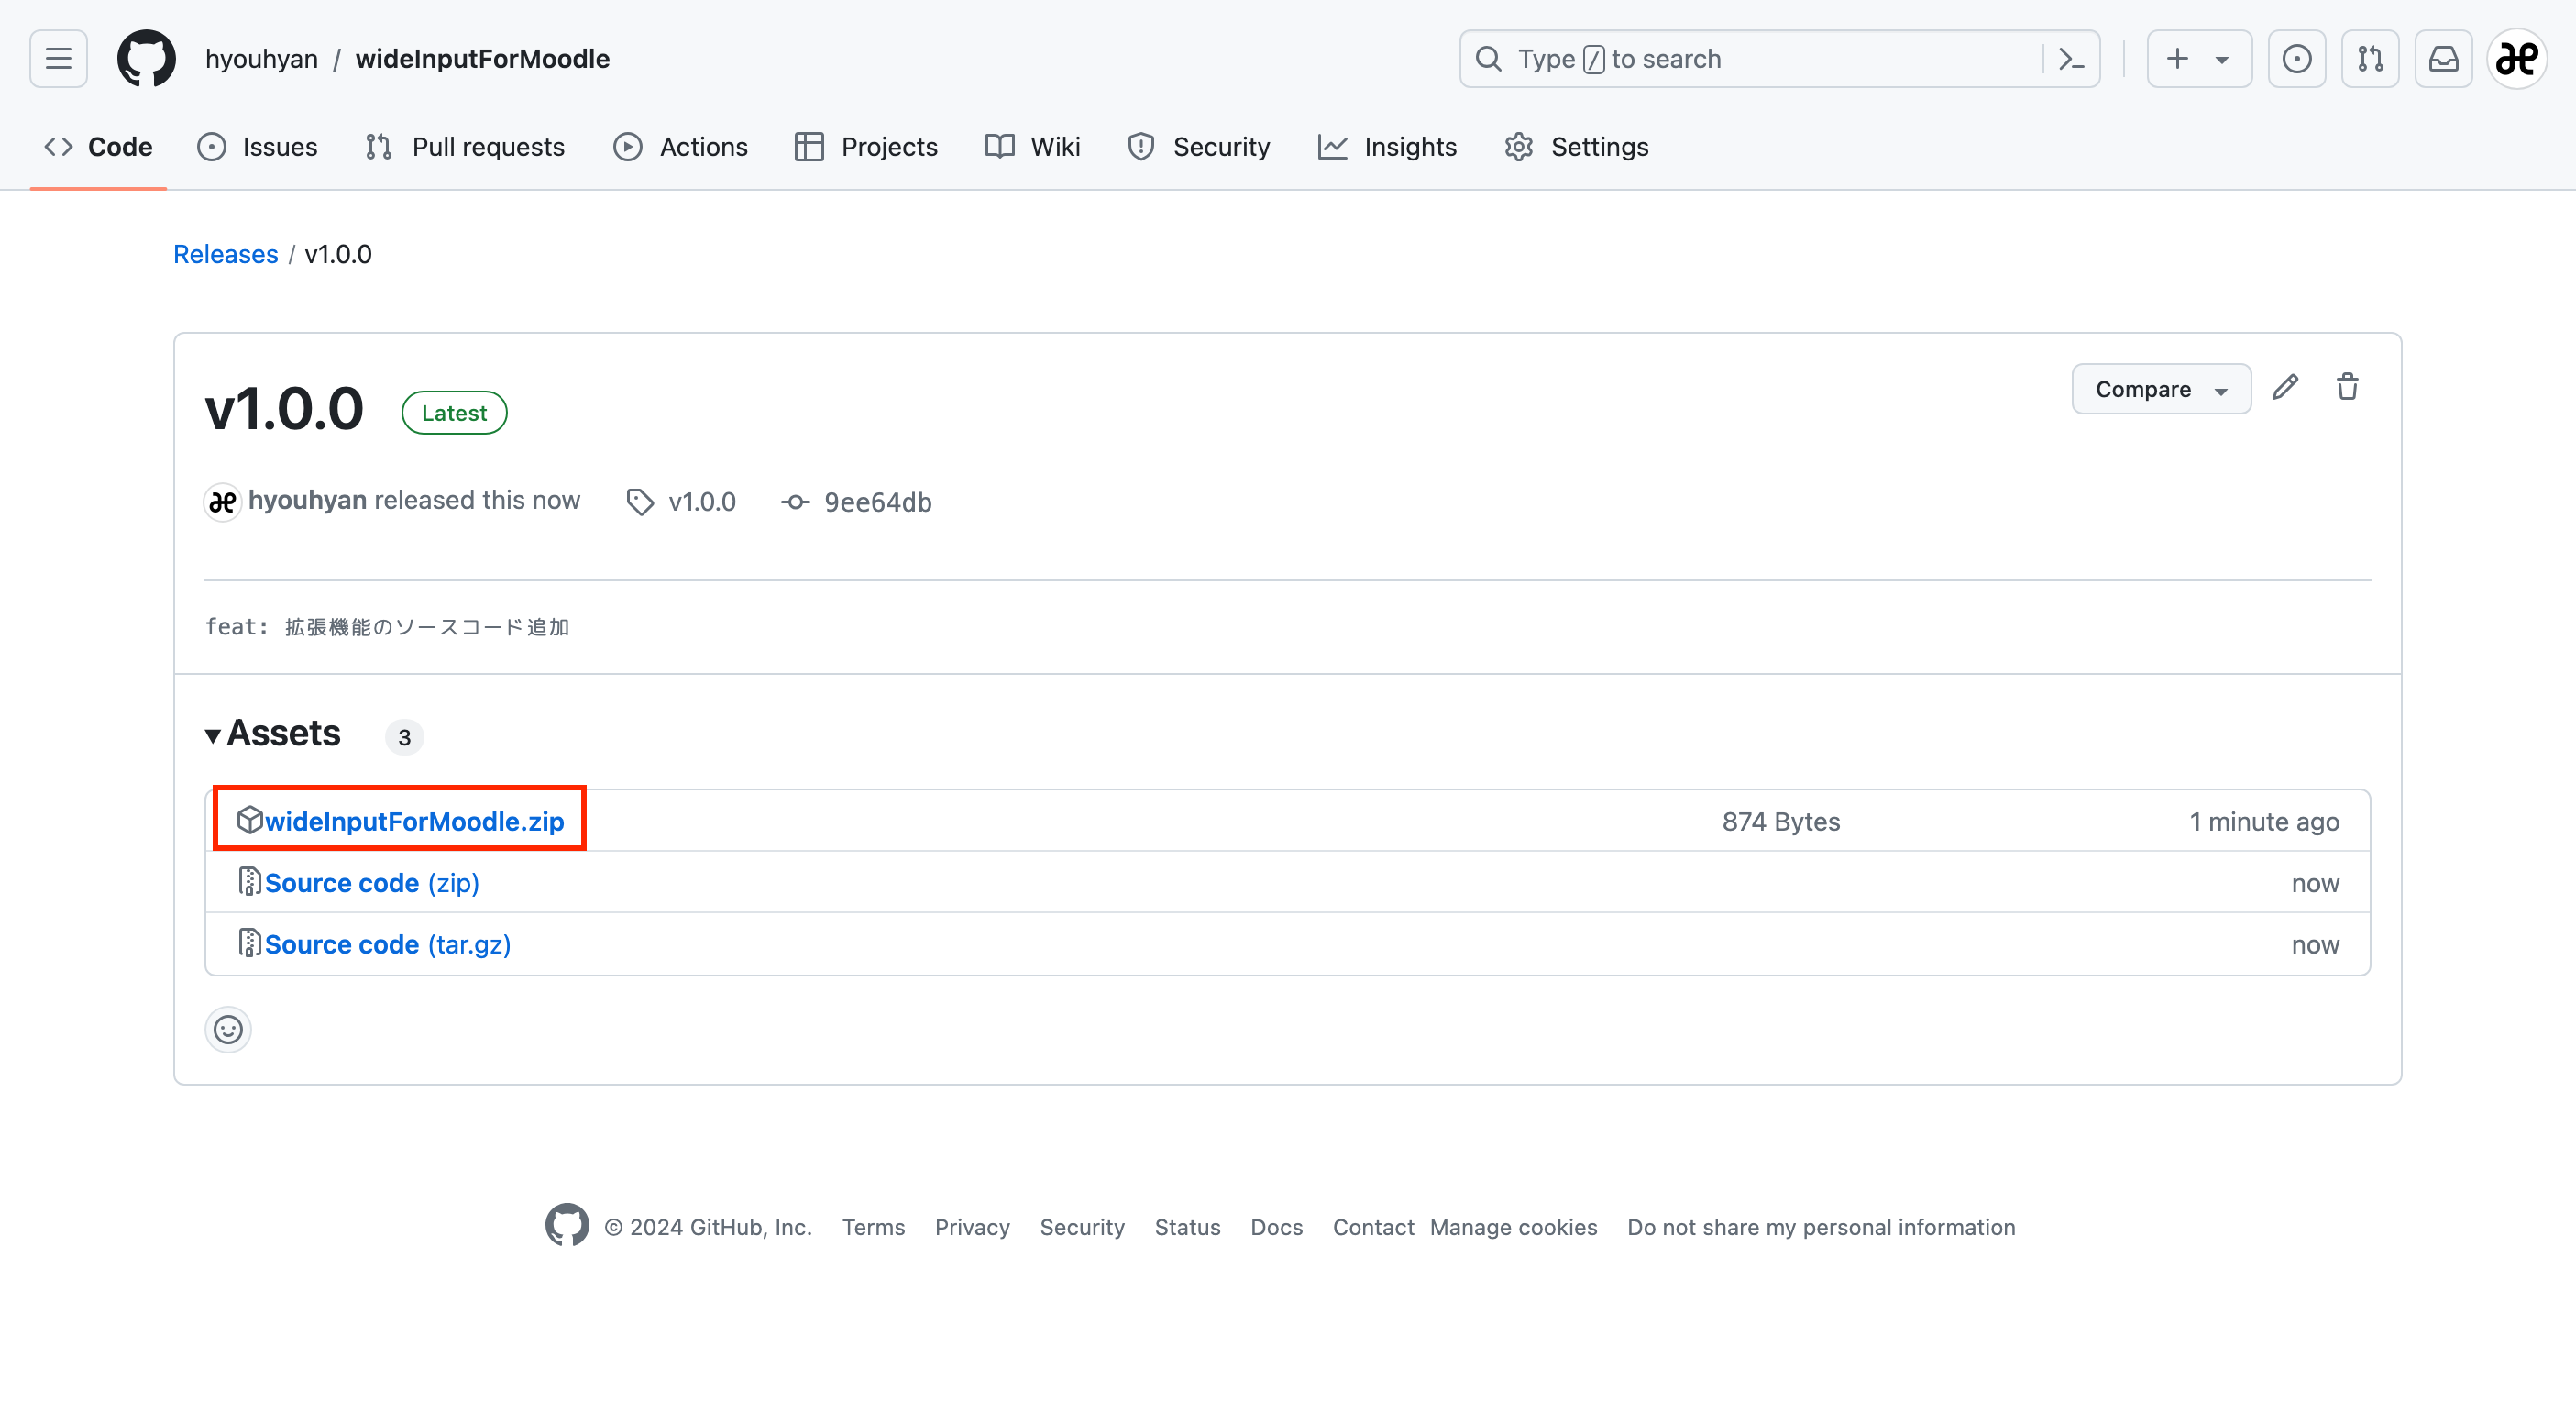 hyouhyan / wideInputForMoodle
Type / to search
Code Issues Pull requests Actions Projects Wiki Security Insights Settings
Releases / v1.0.0
v1.0.0 Latest
Compare
hyouhyan released this now v1.0.0 9ee64db
feat: 拡張機能のソースコード追加
Assets 3
wideInputForMoodle.zip 874 Bytes 1 minute ago
Source code (zip) now
Source code (tar.gz) now
© 2024 GitHub, Inc. Terms Privacy Security Status Docs Contact Manage cookies Do not share my personal information